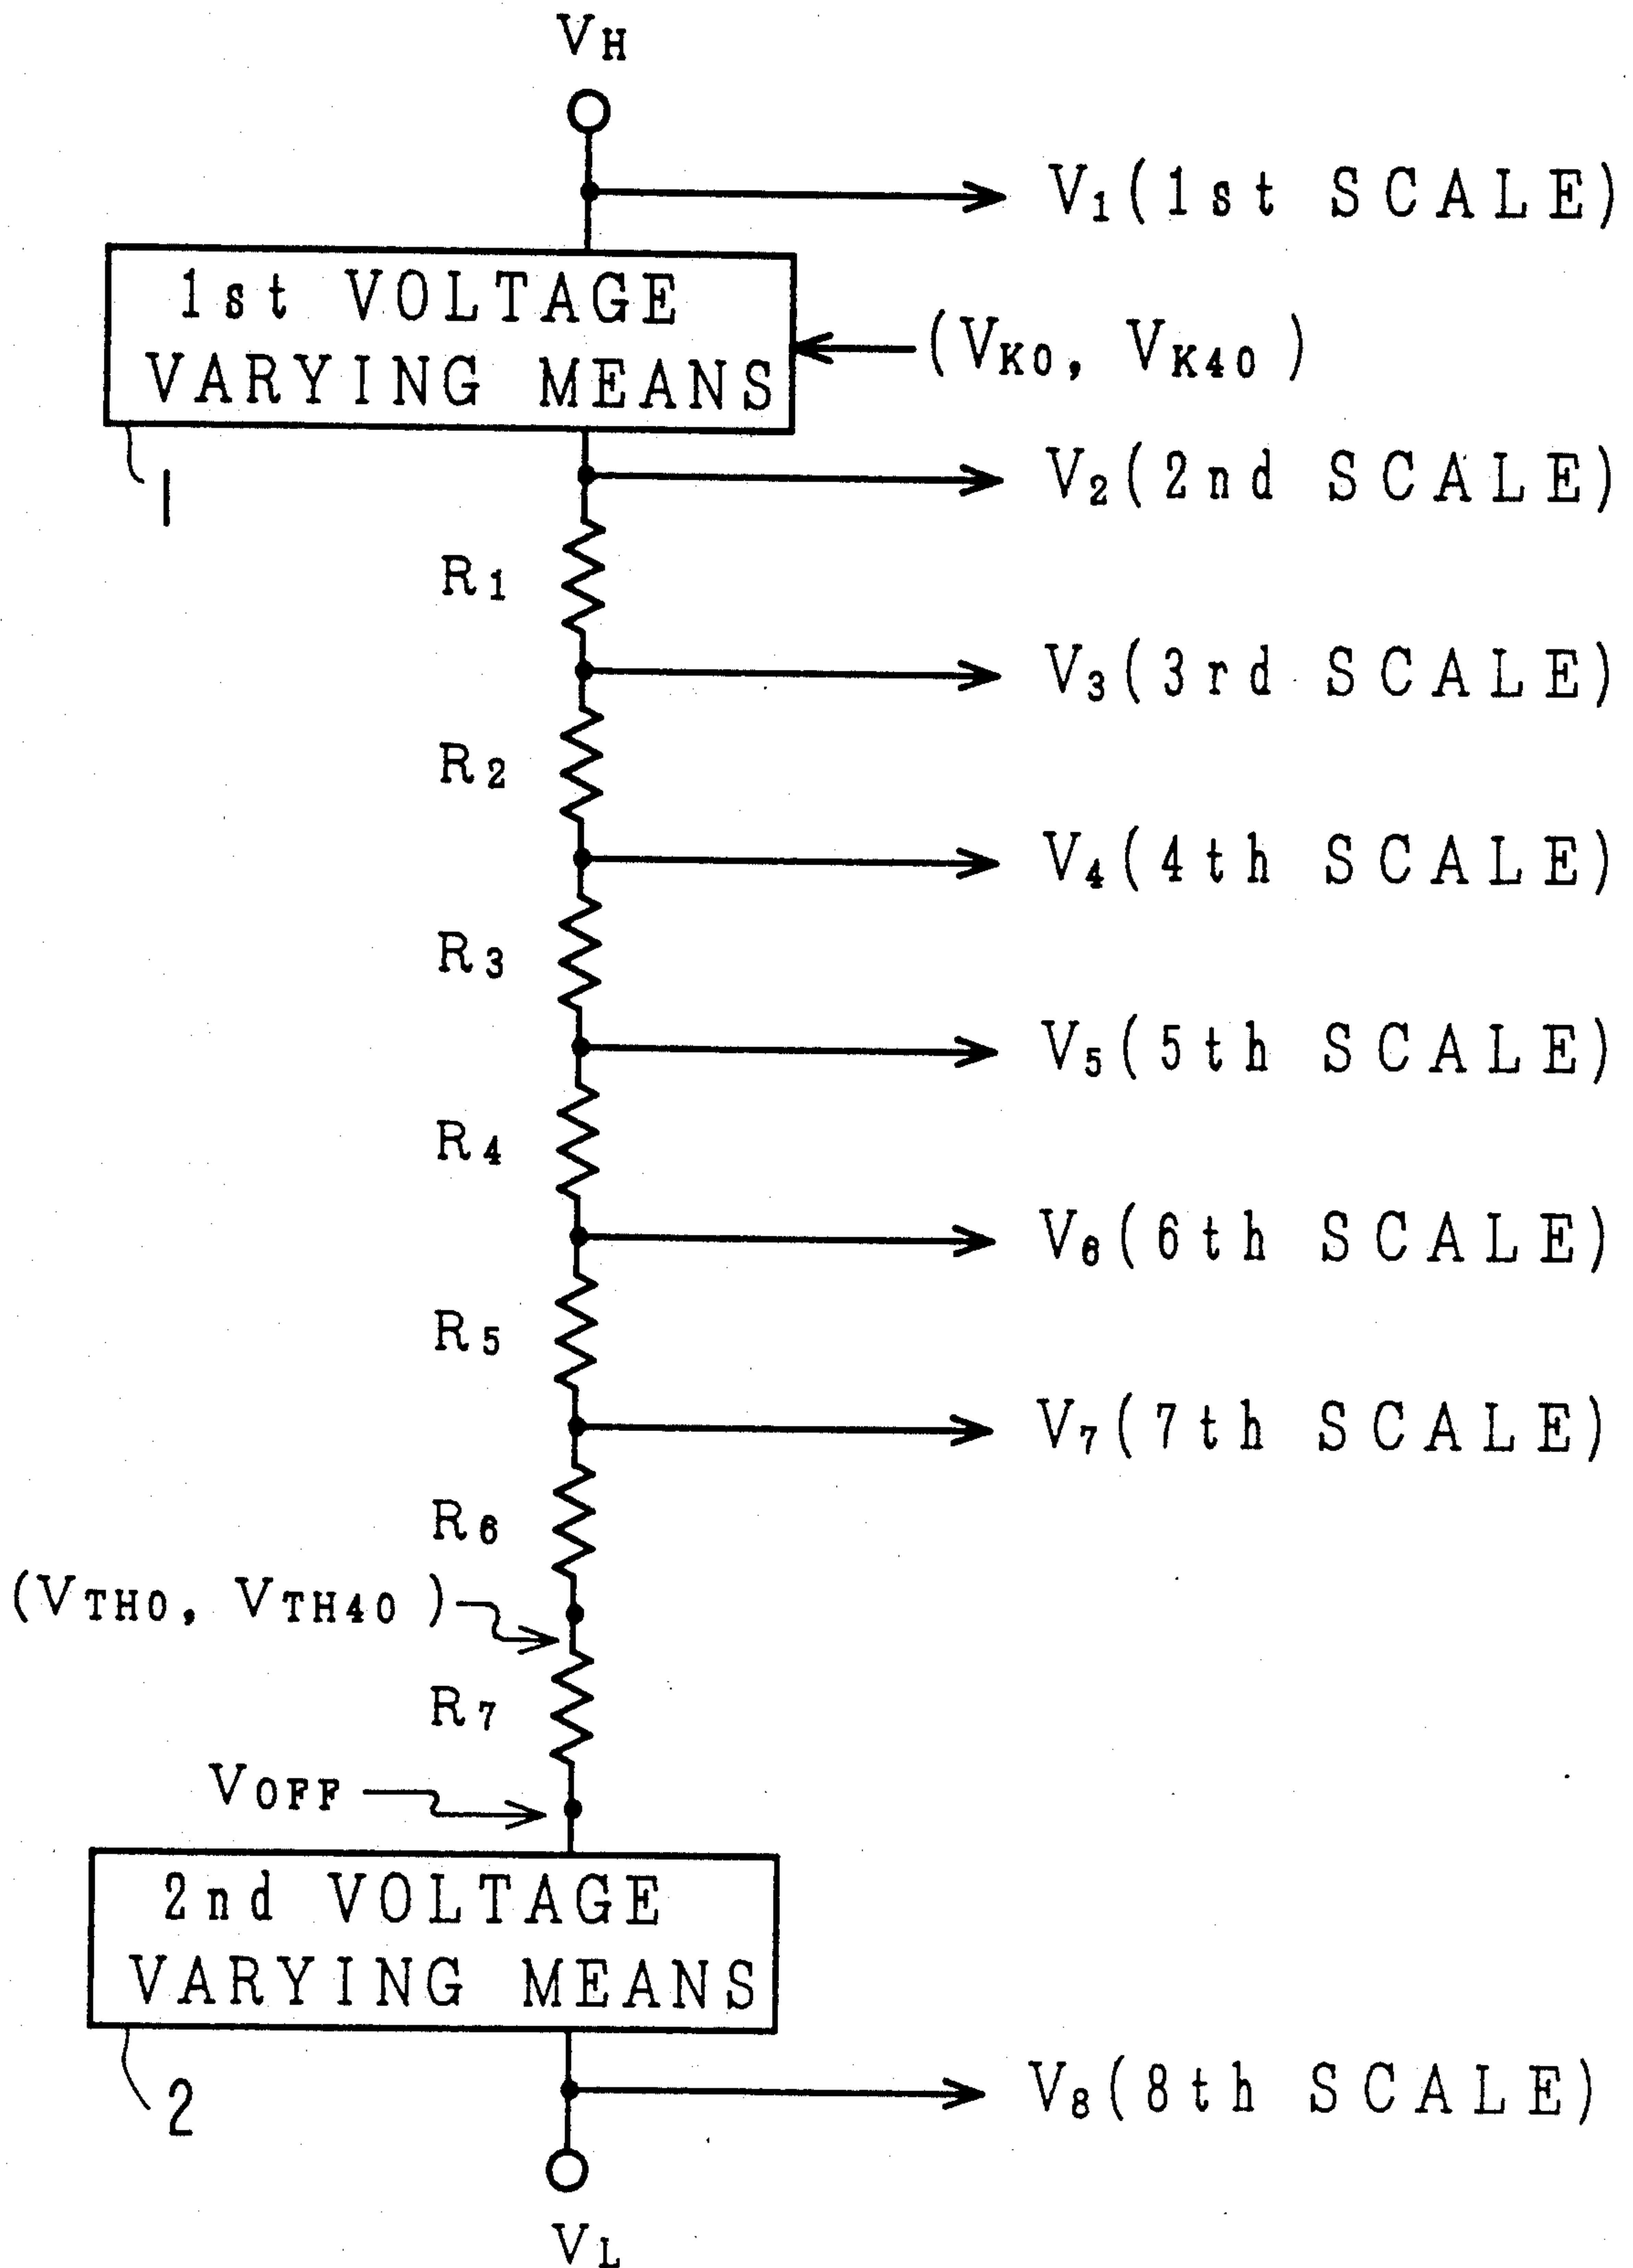 VH
V1(1st SCALE)
1st VOLTAGE
VARYING MEANS
(VK0, VK40)
1
V2(2nd SCALE)
R1
V3(3rd SCALE)
R2
V4(4th SCALE)
R3
V5(5th SCALE)
R4
V6(6th SCALE)
R5
V7(7th SCALE)
R6
(VTH0, VTH40)
R7
VOFF
2nd VOLTAGE
VARYING MEANS
2
V8(8th SCALE)
VL